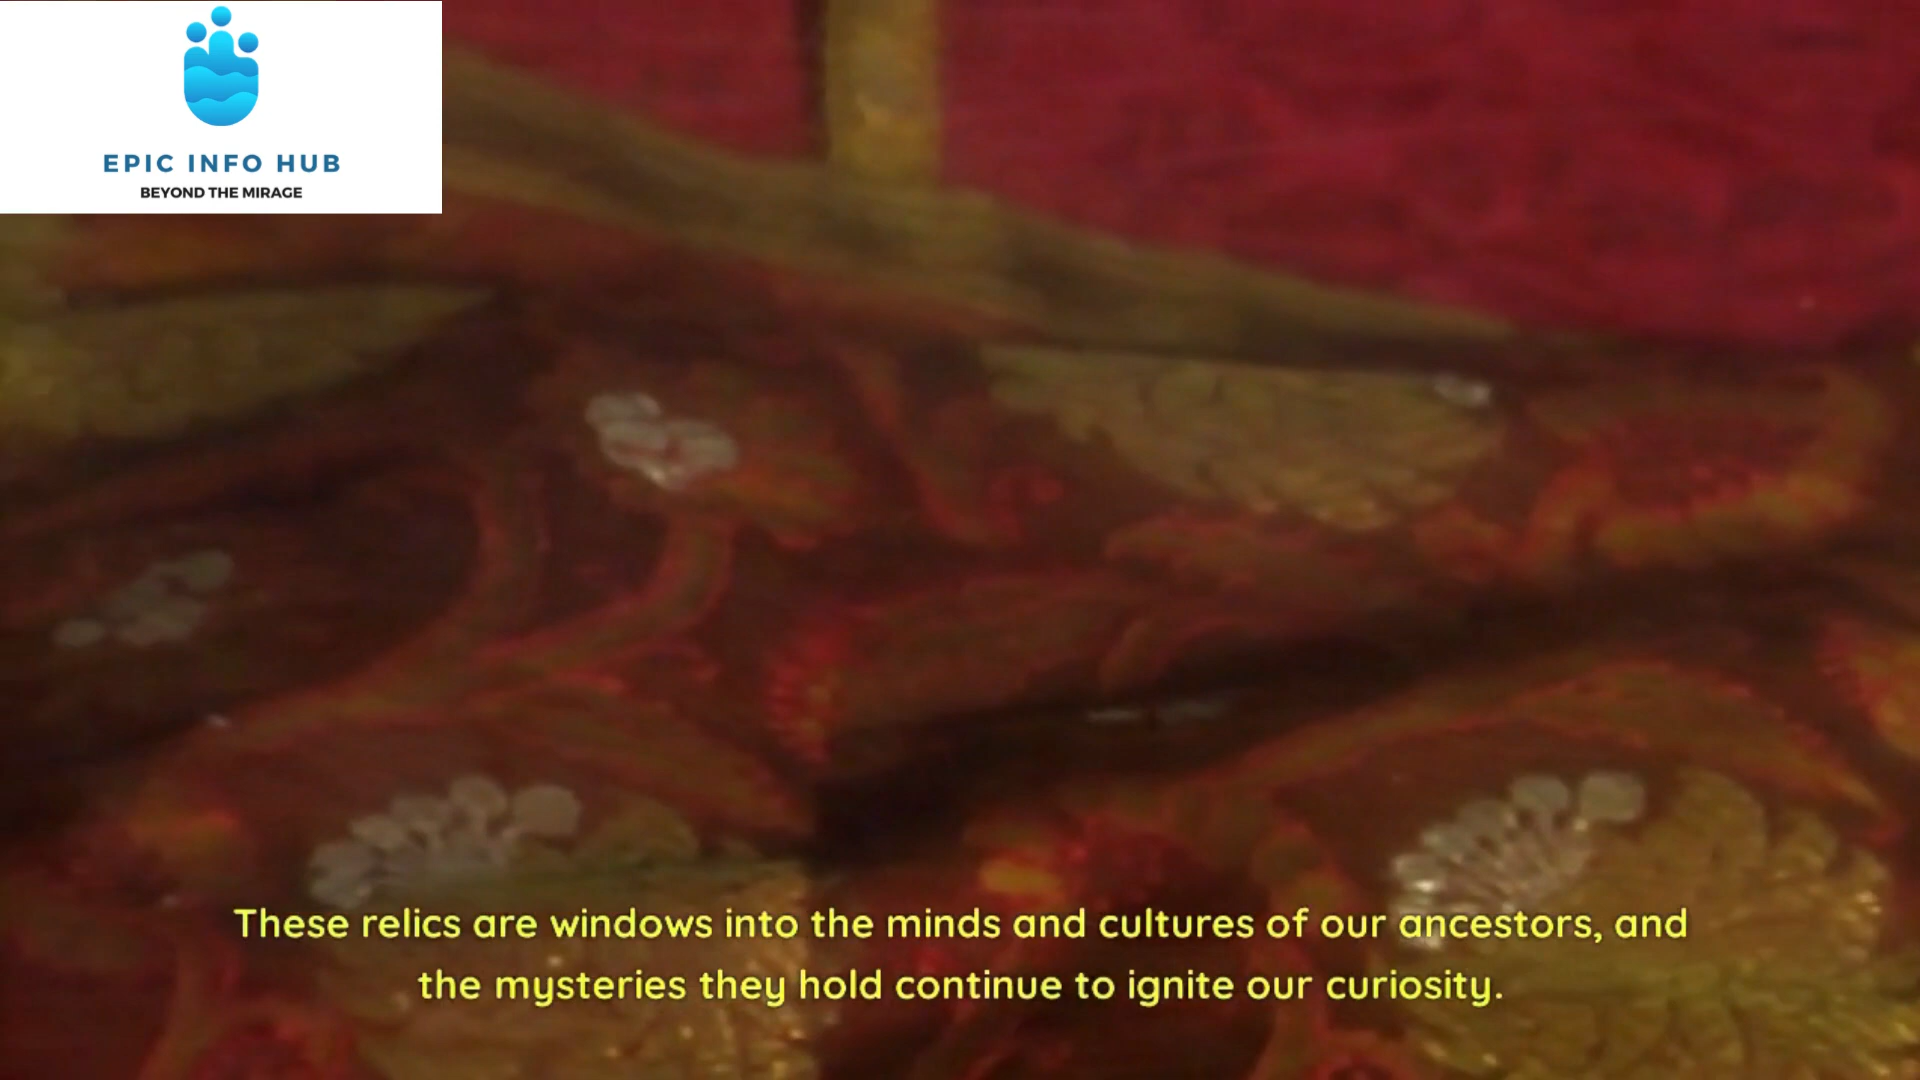 EPIC INFO HUB
BEYOND THE MIRAGE
These relics are windows into the minds and cultures of our ancestors, and
the mysteries they hold continue to ignite our curiosity.